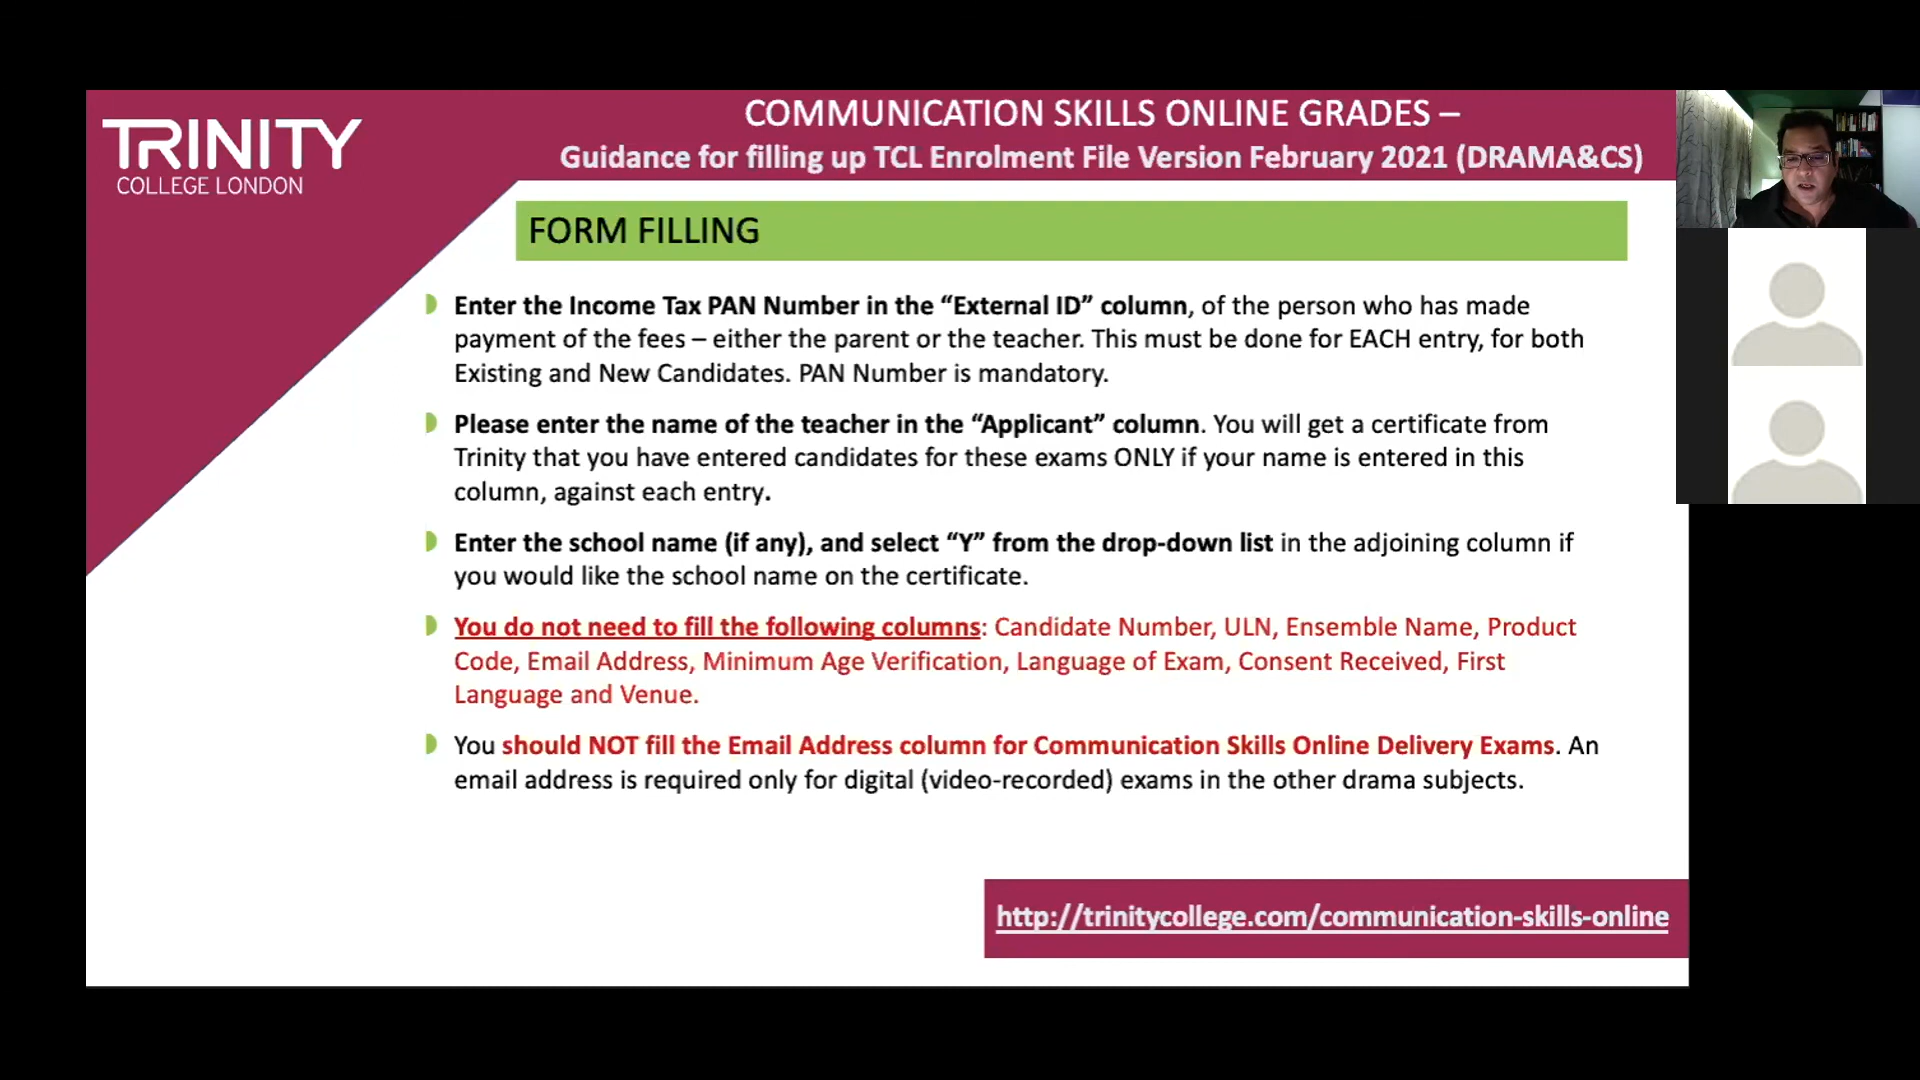 TRINITY
COLLEGE LONDON
COMMUNICATION SKILLS ONLINE GRADES –
Guidance for filling up TCL Enrolment File Version February 2021 (DRAMA&CS)
FORM FILLING
Enter the Income Tax PAN Number in the “External ID” column, of the person who has made
payment of the fees – either the parent or the teacher. This must be done for EACH entry, for both
Existing and New Candidates. PAN Number is mandatory.
Please enter the name of the teacher in the “Applicant” column. You will get a certificate from
Trinity that you have entered candidates for these exams ONLY if your name is entered in this
column, against each entry.
Enter the school name (if any), and select “Y” from the drop-down list in the adjoining column if
you would like the school name on the certificate.
You do not need to fill the following columns: Candidate Number, ULN, Ensemble Name, Product
Code, Email Address, Minimum Age Verification, Language of Exam, Consent Received, First
Language and Venue.
You should NOT fill the Email Address column for Communication Skills Online Delivery Exams. An
email address is required only for digital (video-recorded) exams in the other drama subjects.
http://trinitycollege.com/communication-skills-online